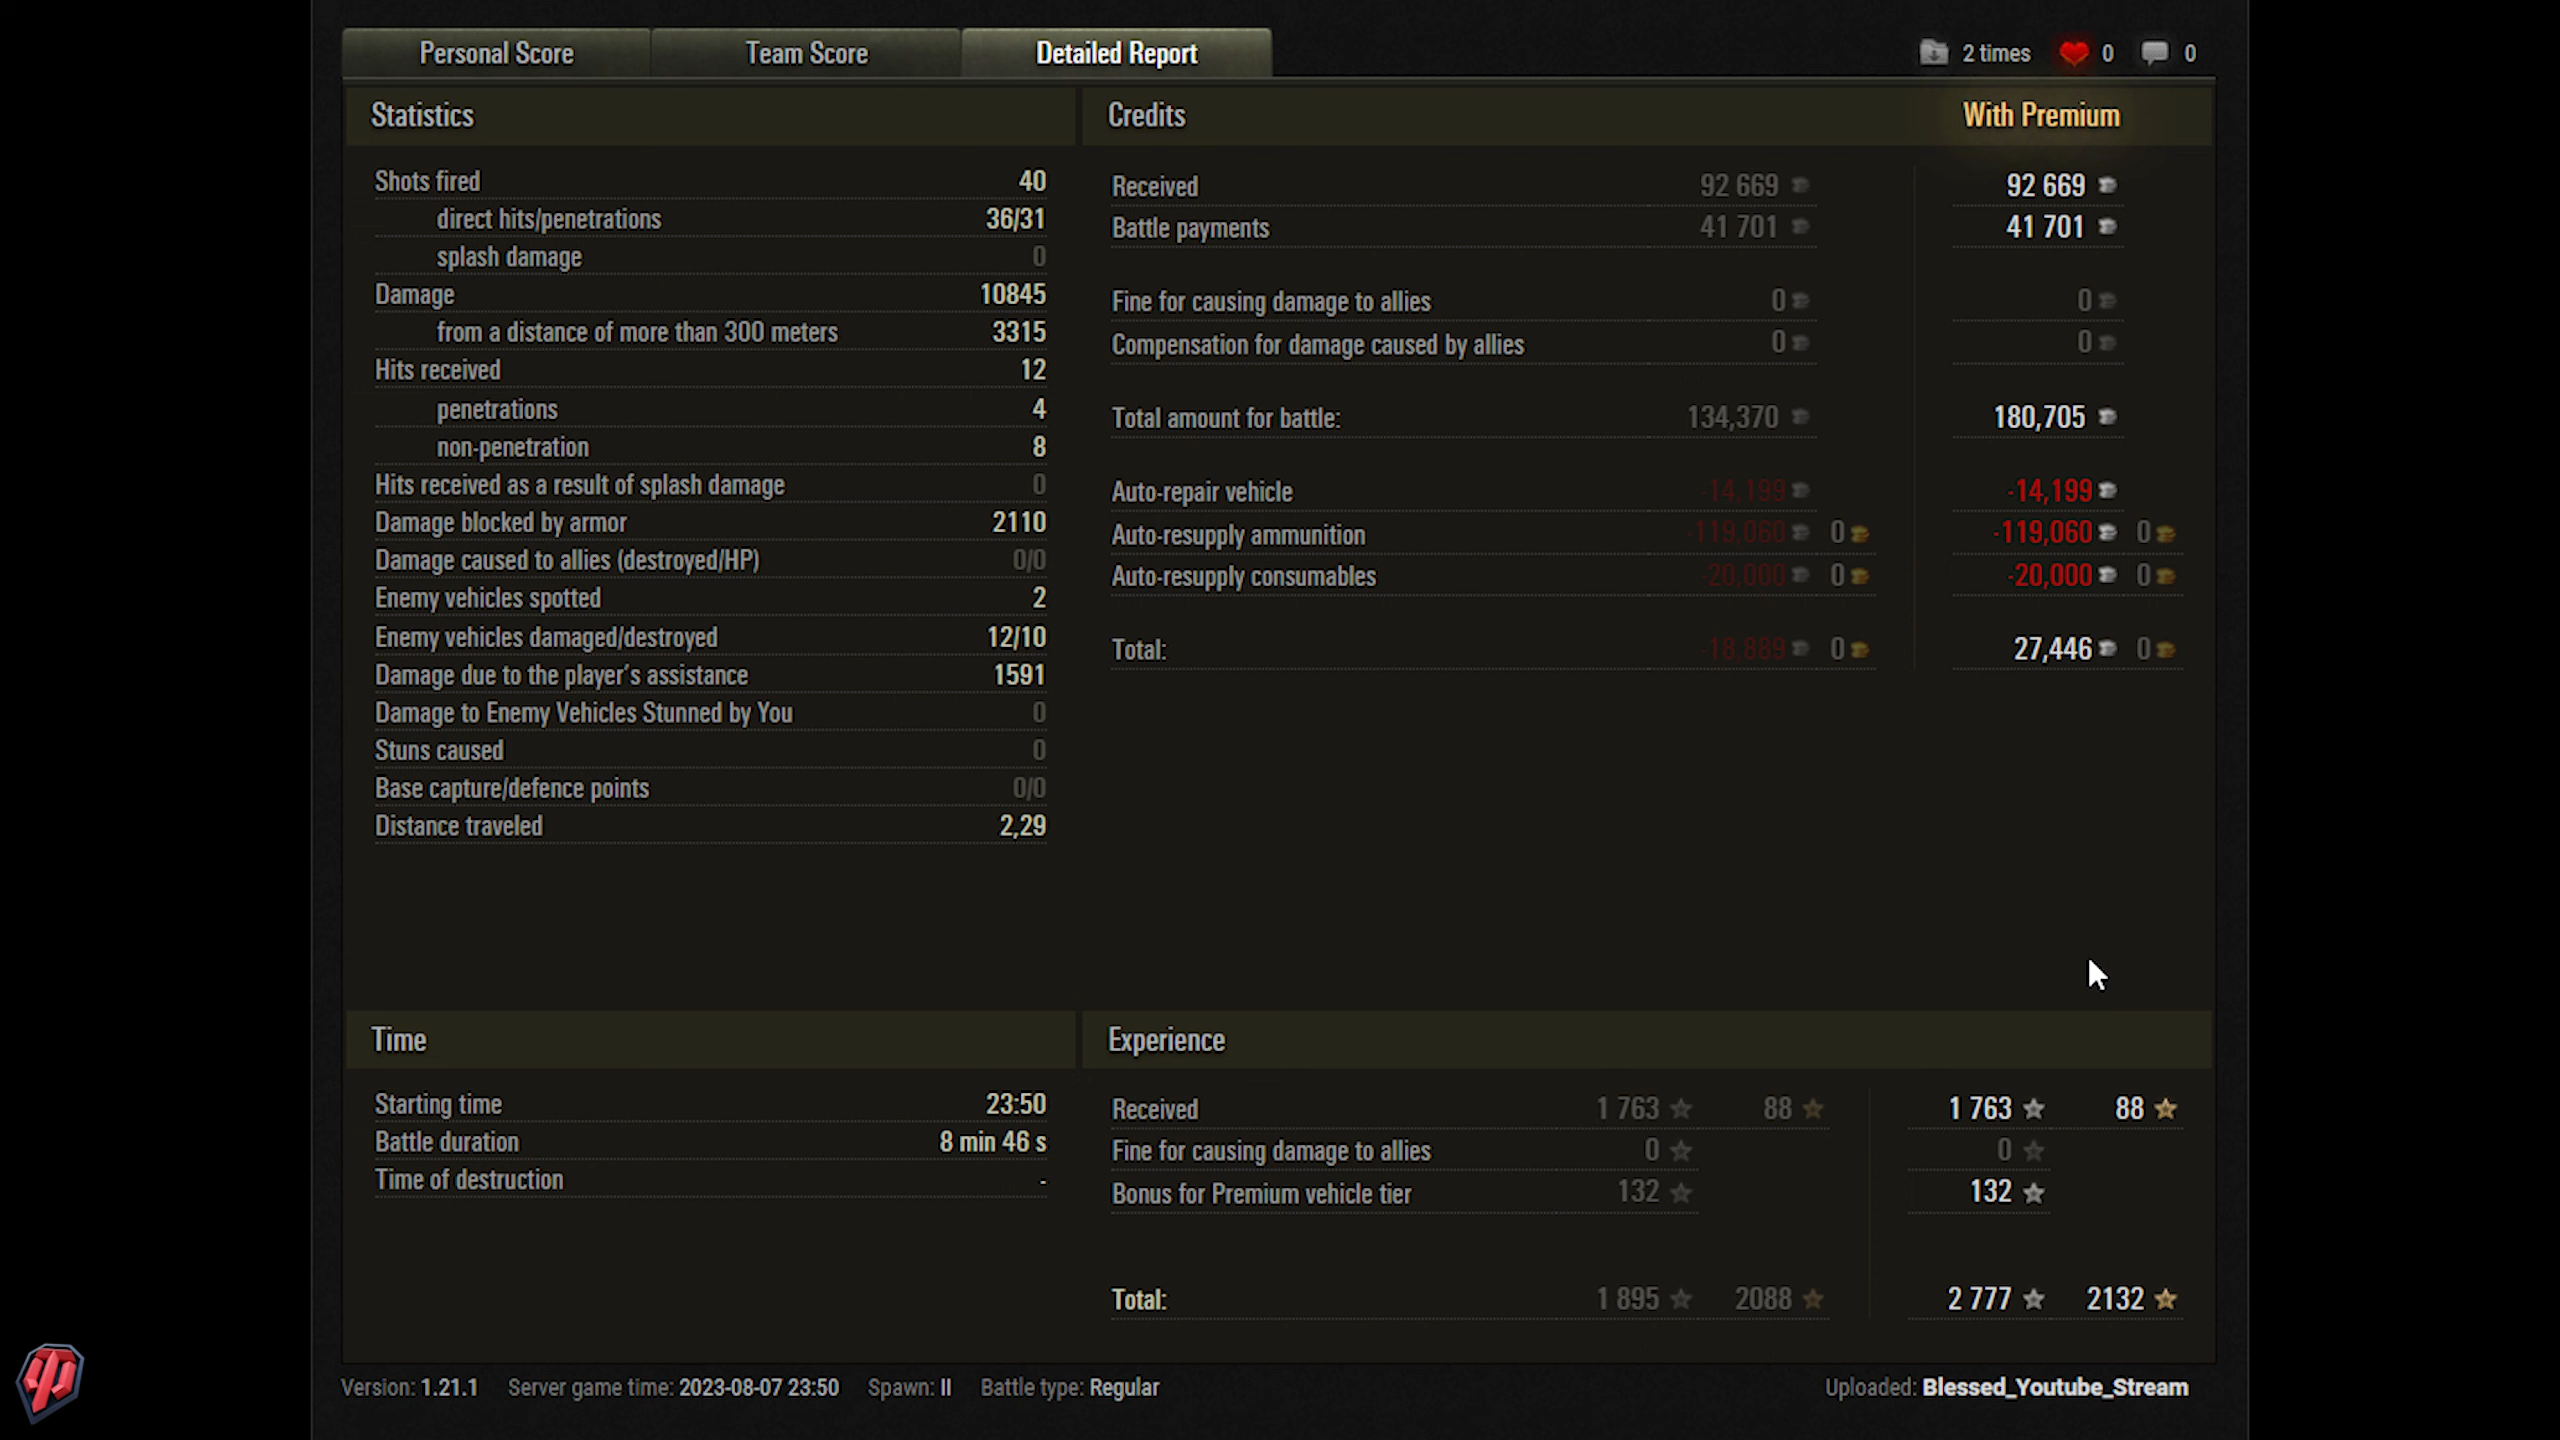 Personal Score Team Score Detailed Report 2 times 0 0
Statistics
Shots fired 40
direct hits/penetrations 36/31
splash damage 0
Damage 10845
from a distance of more than 300 meters 3315
Hits received 12
penetrations 4
non-penetration 8
Hits received as a result of splash damage 0
Damage blocked by armor 2110
Damage caused to allies (destroyed/HP) 0/0
Enemy vehicles spotted 2
Enemy vehicles damaged/destroyed 12/10
Damage due to the player's assistance 1591
Damage to Enemy Vehicles Stunned by You 0
Stuns caused 0
Base capture/defence points 0/0
Distance traveled 2,29
Credits With Premium
Received 92 669 92 669
Battle payments 41 701 41 701
Fine for causing damage to allies 0 0
Compensation for damage caused by allies 0 0
Total amount for battle: 134,370 180,705
Auto-repair vehicle -14,199 -14,199
Auto-resupply ammunition -119,060 0 -119,060 0
Auto-resupply consumables -20,000 0 -20,000 0
Total: -18,889 0 27,446 0
Time
Starting time 23:50
Battle duration 8 min 46 s
Time of destruction -
Experience
Received 1 763 88 1 763 88
Fine for causing damage to allies 0 0
Bonus for Premium vehicle tier 132 132
Total: 1 895 2088 2 777 2132
Version: 1.21.1 Server game time: 2023-08-07 23:50 Spawn: II Battle type: Regular Uploaded: Blessed_Youtube_Stream